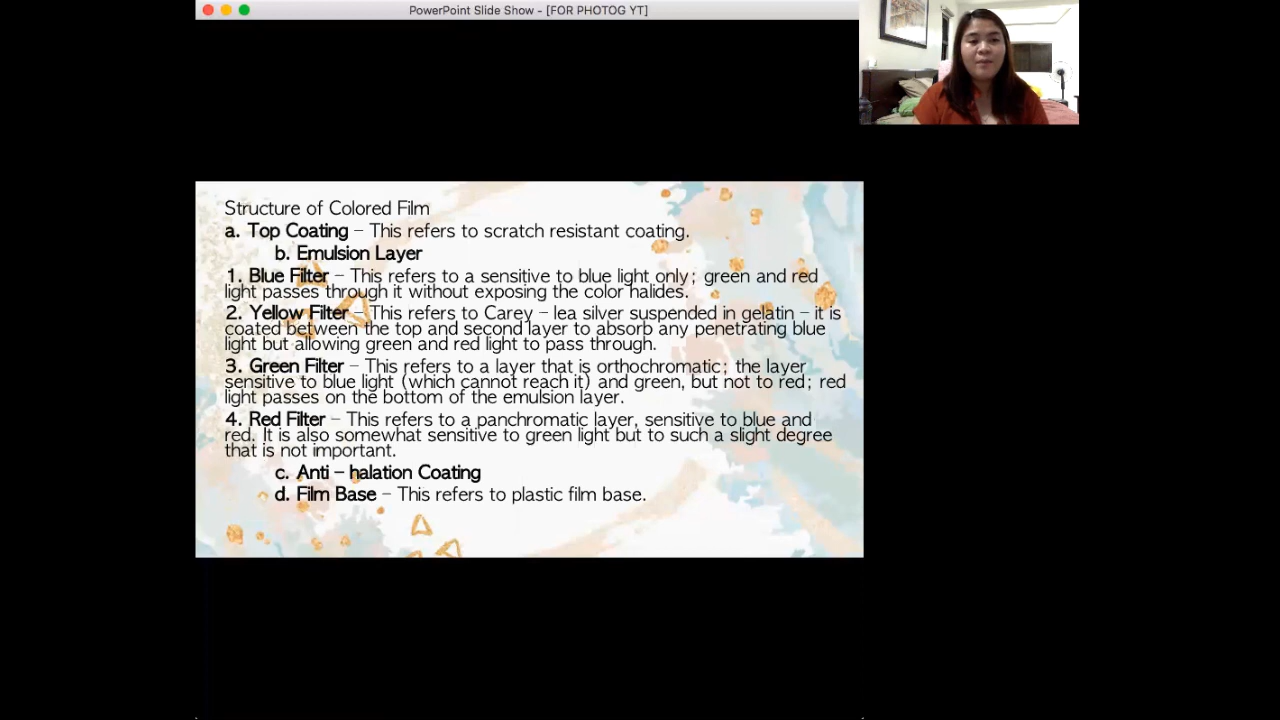 PowerPoint Slide Show - [FOR PHOTOG YT]
Structure of Colored Film
a. Top Coating – This refers to scratch resistant coating.
b. Emulsion Layer
1. Blue Filter – This refers to a sensitive to blue light only; green and red
light passes through it without exposing the color halides.
2. Yellow Filter – This refers to Carey – lea silver suspended in gelatin – it is
coated between the top and second layer to absorb any penetrating blue
light but allowing green and red light to pass through.
3. Green Filter – This refers to a layer that is orthochromatic; the layer
sensitive to blue light (which cannot reach it) and green, but not to red; red
light passes on the bottom of the emulsion layer.
4. Red Filter – This refers to a panchromatic layer, sensitive to blue and
red. It is also somewhat sensitive to green light but to such a slight degree
that is not important.
c. Anti – halation Coating
d. Film Base – This refers to plastic film base.